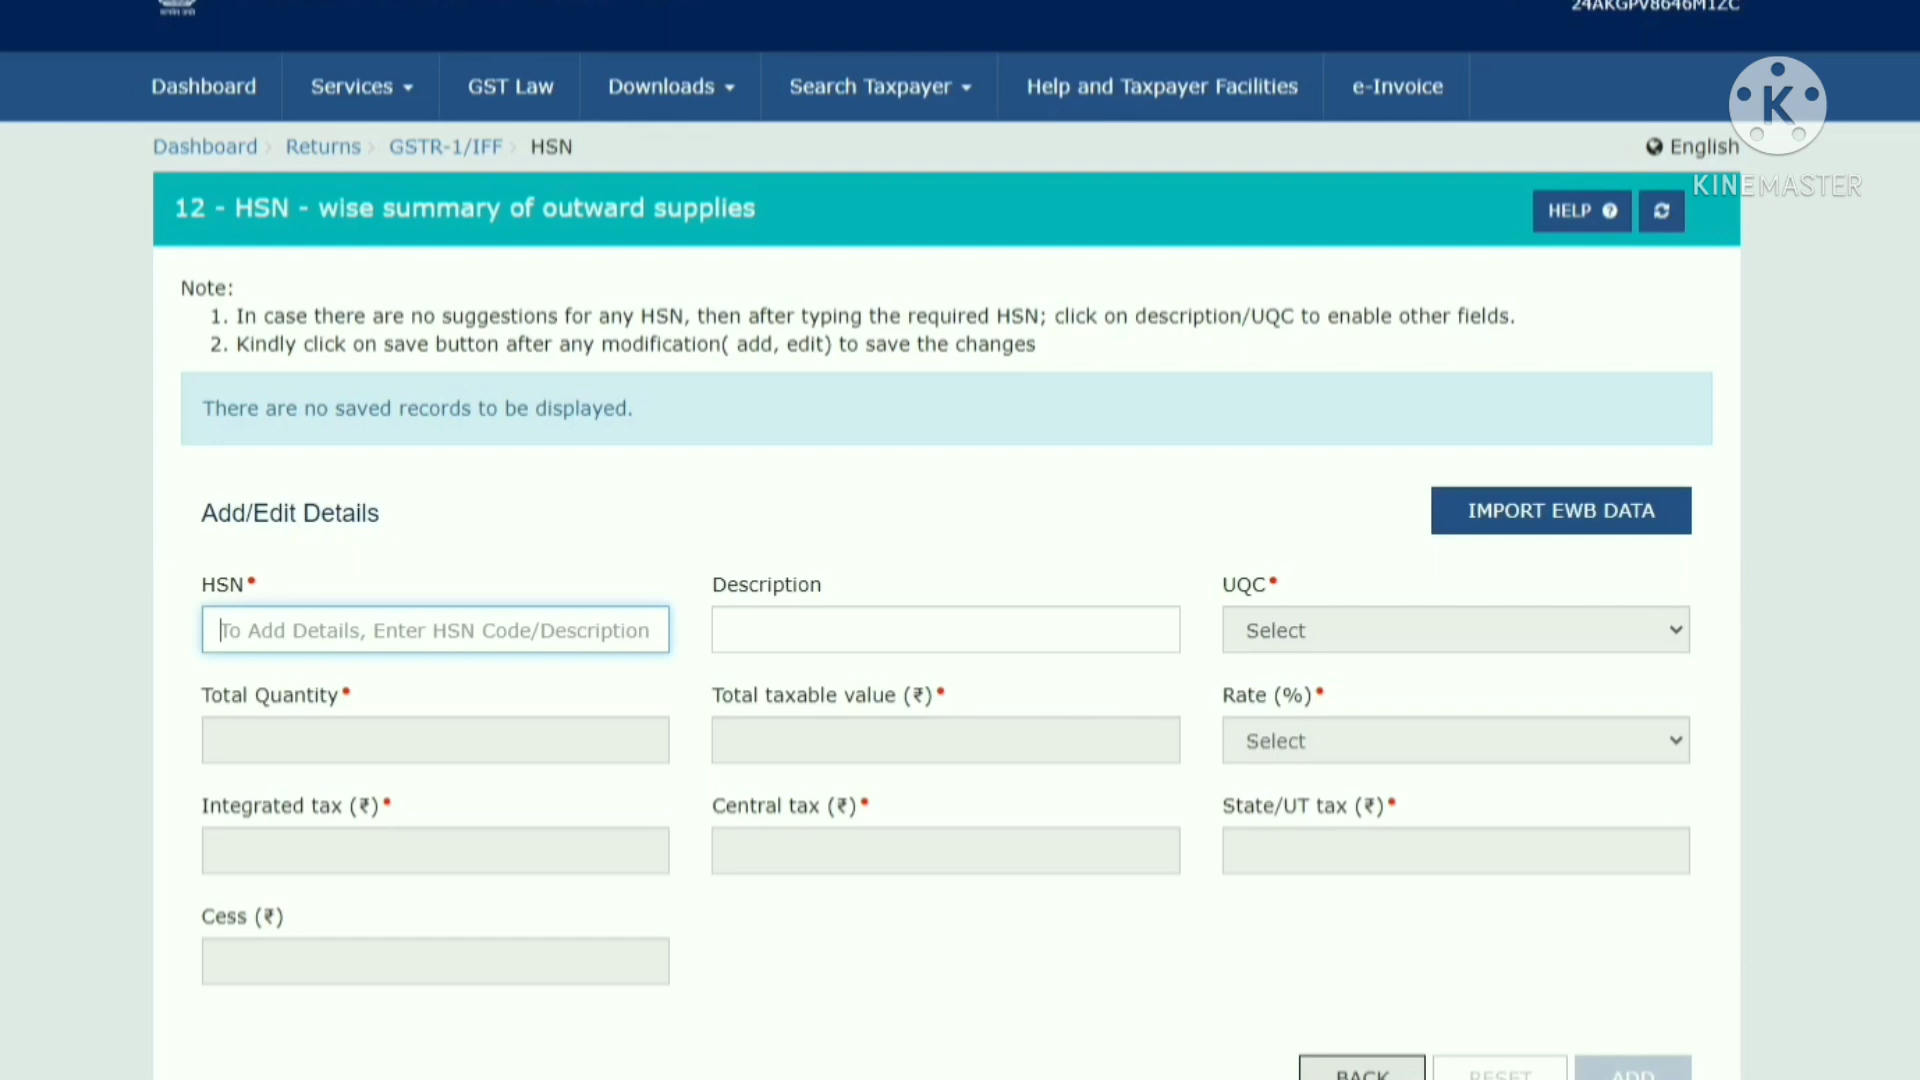 24AKGPV8646M1ZC
Dashboard Services GST Law Downloads Search Taxpayer Help and Taxpayer Facilities e-Invoice
Dashboard Returns GSTR-1/IFF HSN English
KINEMASTER
12 - HSN - wise summary of outward supplies HELP
Note:
1. In case there are no suggestions for any HSN, then after typing the required HSN; click on description/UQC to enable other fields.
2. Kindly click on save button after any modification( add, edit) to save the changes
There are no saved records to be displayed.
Add/Edit Details IMPORT EWB DATA
HSN• Description UQC•
To Add Details, Enter HSN Code/Description Select
Total Quantity• Total taxable value (₹)• Rate (%)•
Select
Integrated tax (₹)• Central tax (₹)• State/UT tax (₹)•
Cess (₹)
BACK RESET ADD